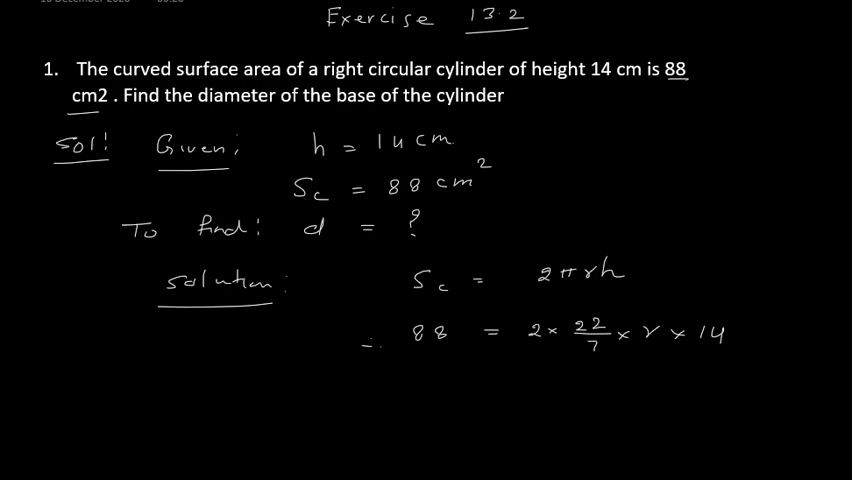 Exercise 13.2
1. The curved surface area of a right circular cylinder of height 14 cm is 88
cm2 . Find the diameter of the base of the cylinder
Sol! Given; h = 14 cm.
Sc = 88 cm²
To find: d = ?
Solution: Sc = 2πrh
∴ 88 = 2 × 22/7 × r × 14